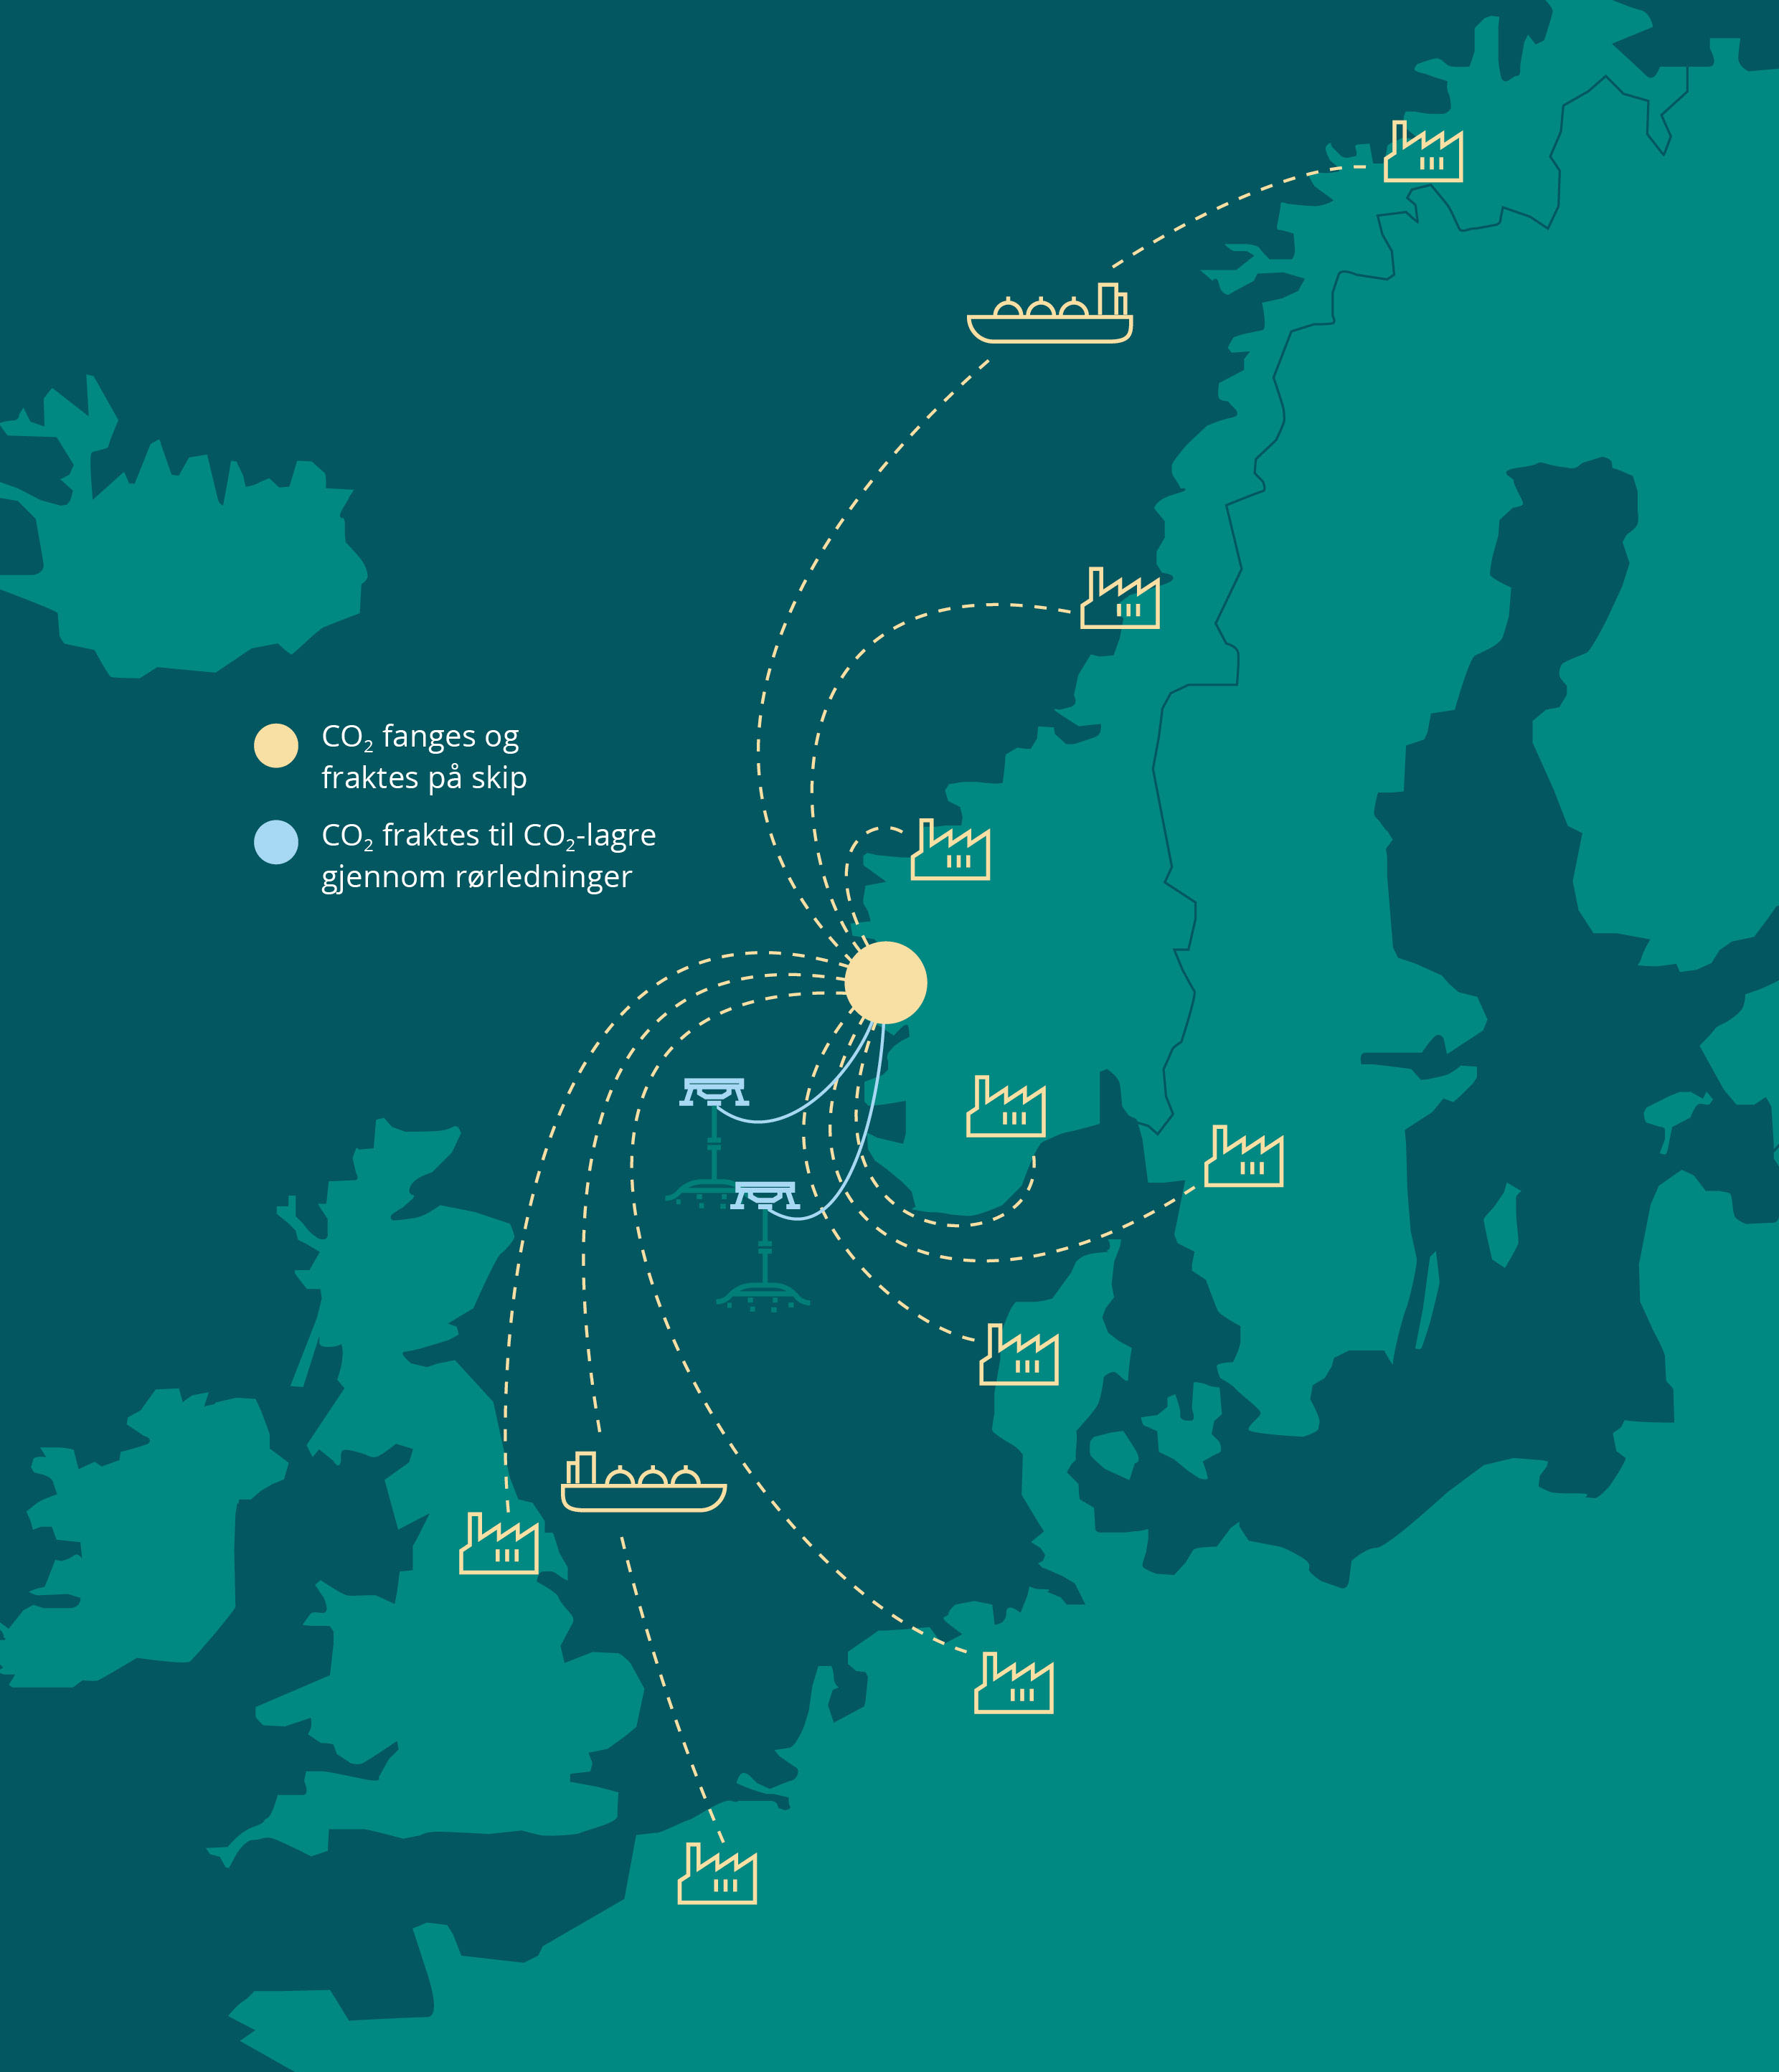 CO₂ fanges og
fraktes på skip
CO₂ fraktes til CO₂-lagre
gjennom rørledninger